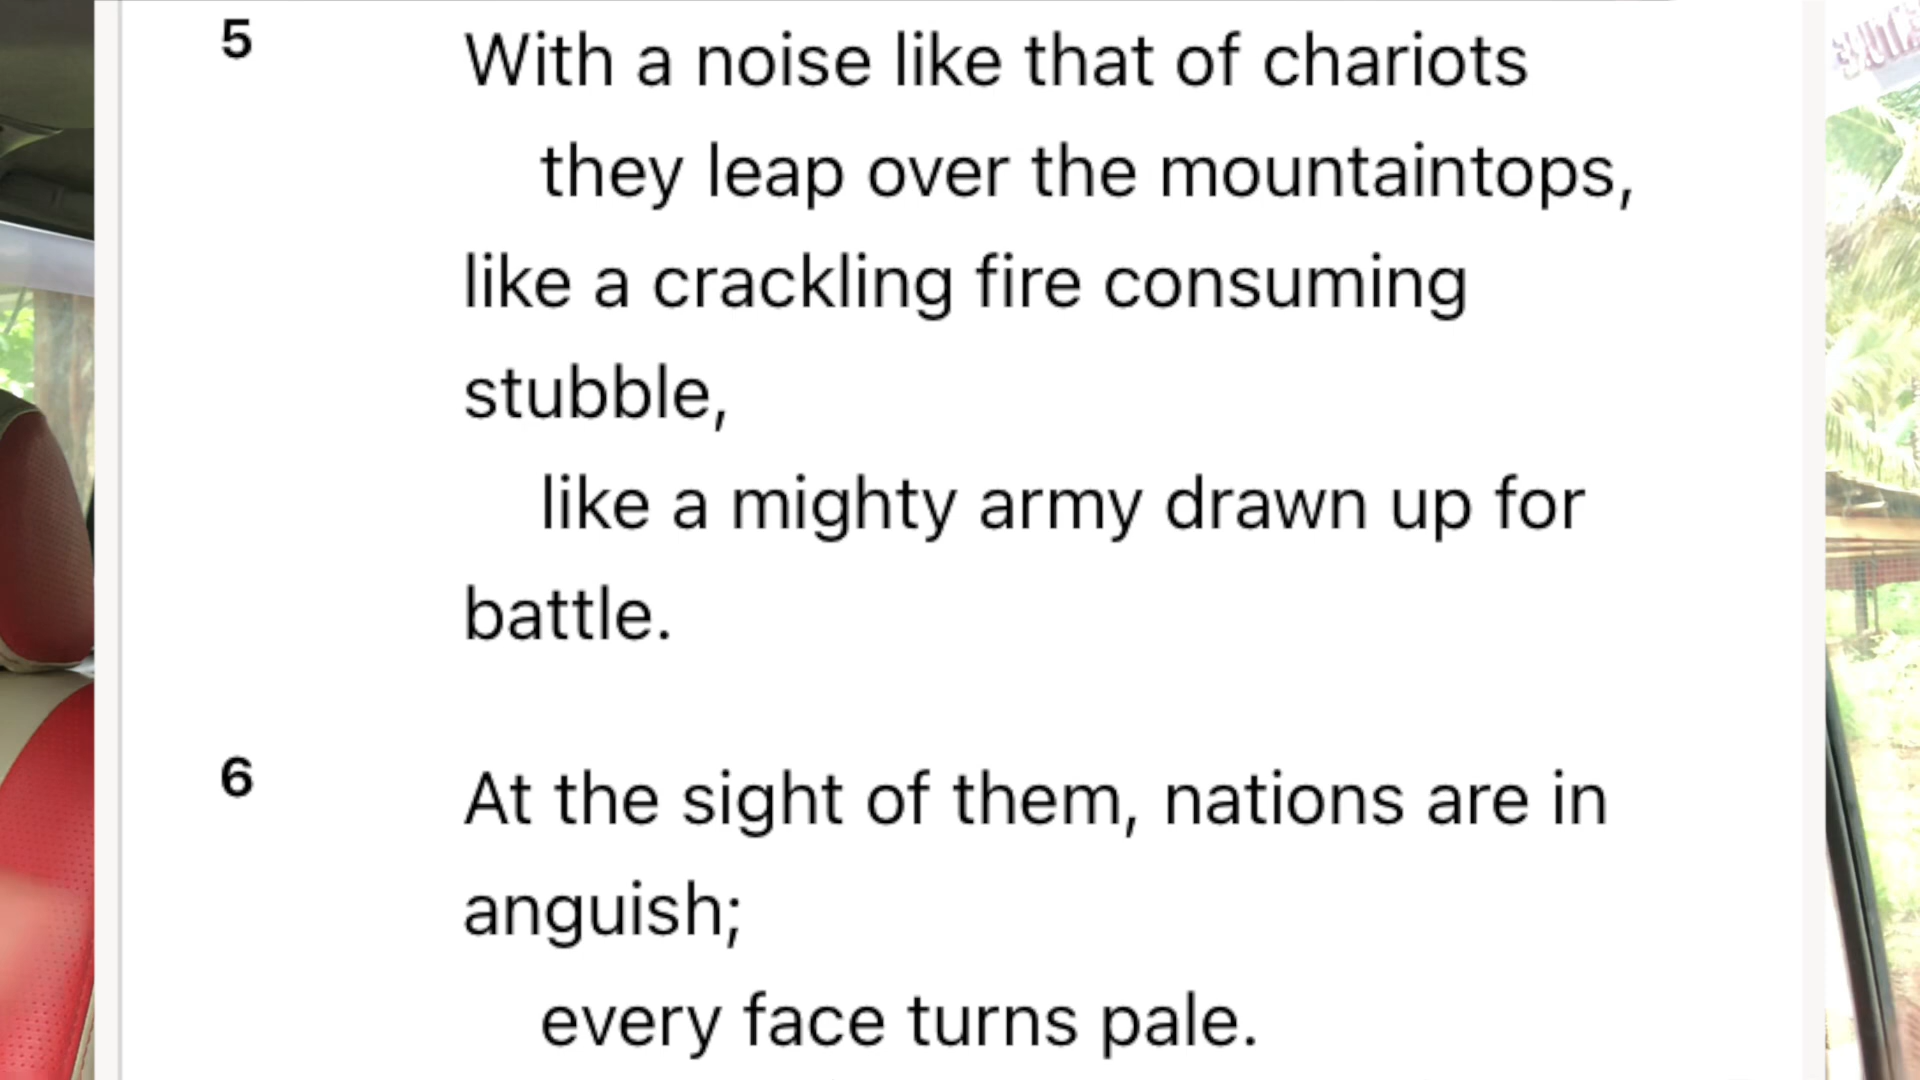 5 With a noise like that of chariots
they leap over the mountaintops,
like a crackling fire consuming
stubble,
like a mighty army drawn up for
battle.
6 At the sight of them, nations are in
anguish;
every face turns pale.